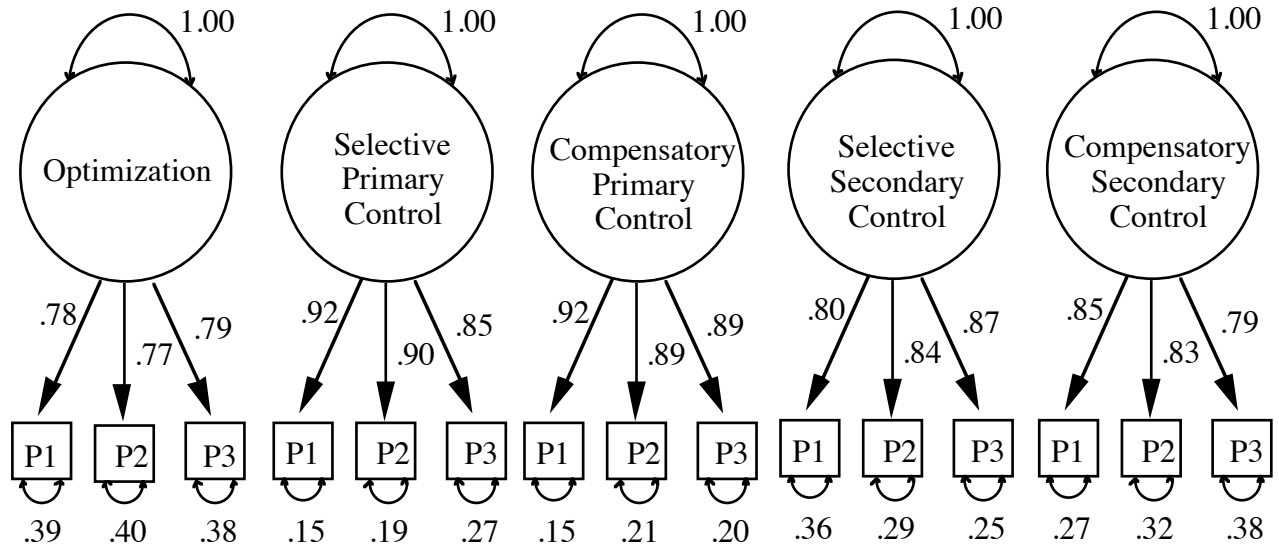 1.00 1.00 1.00 1.00 1.00
Optimization
Selective
Primary
Control
Compensatory
Primary
Control
Selective
Secondary
Control
Compensatory
Secondary
Control
.78 .77 .79
.92 .90 .85
.92 .89 .89
.80 .84 .87
.85 .83 .79
P1 P2 P3 P1 P2 P3 P1 P2 P3 P1 P2 P3 P1 P2 P3
.39 .40 .38 .15 .19 .27 .15 .21 .20 .36 .29 .25 .27 .32 .38